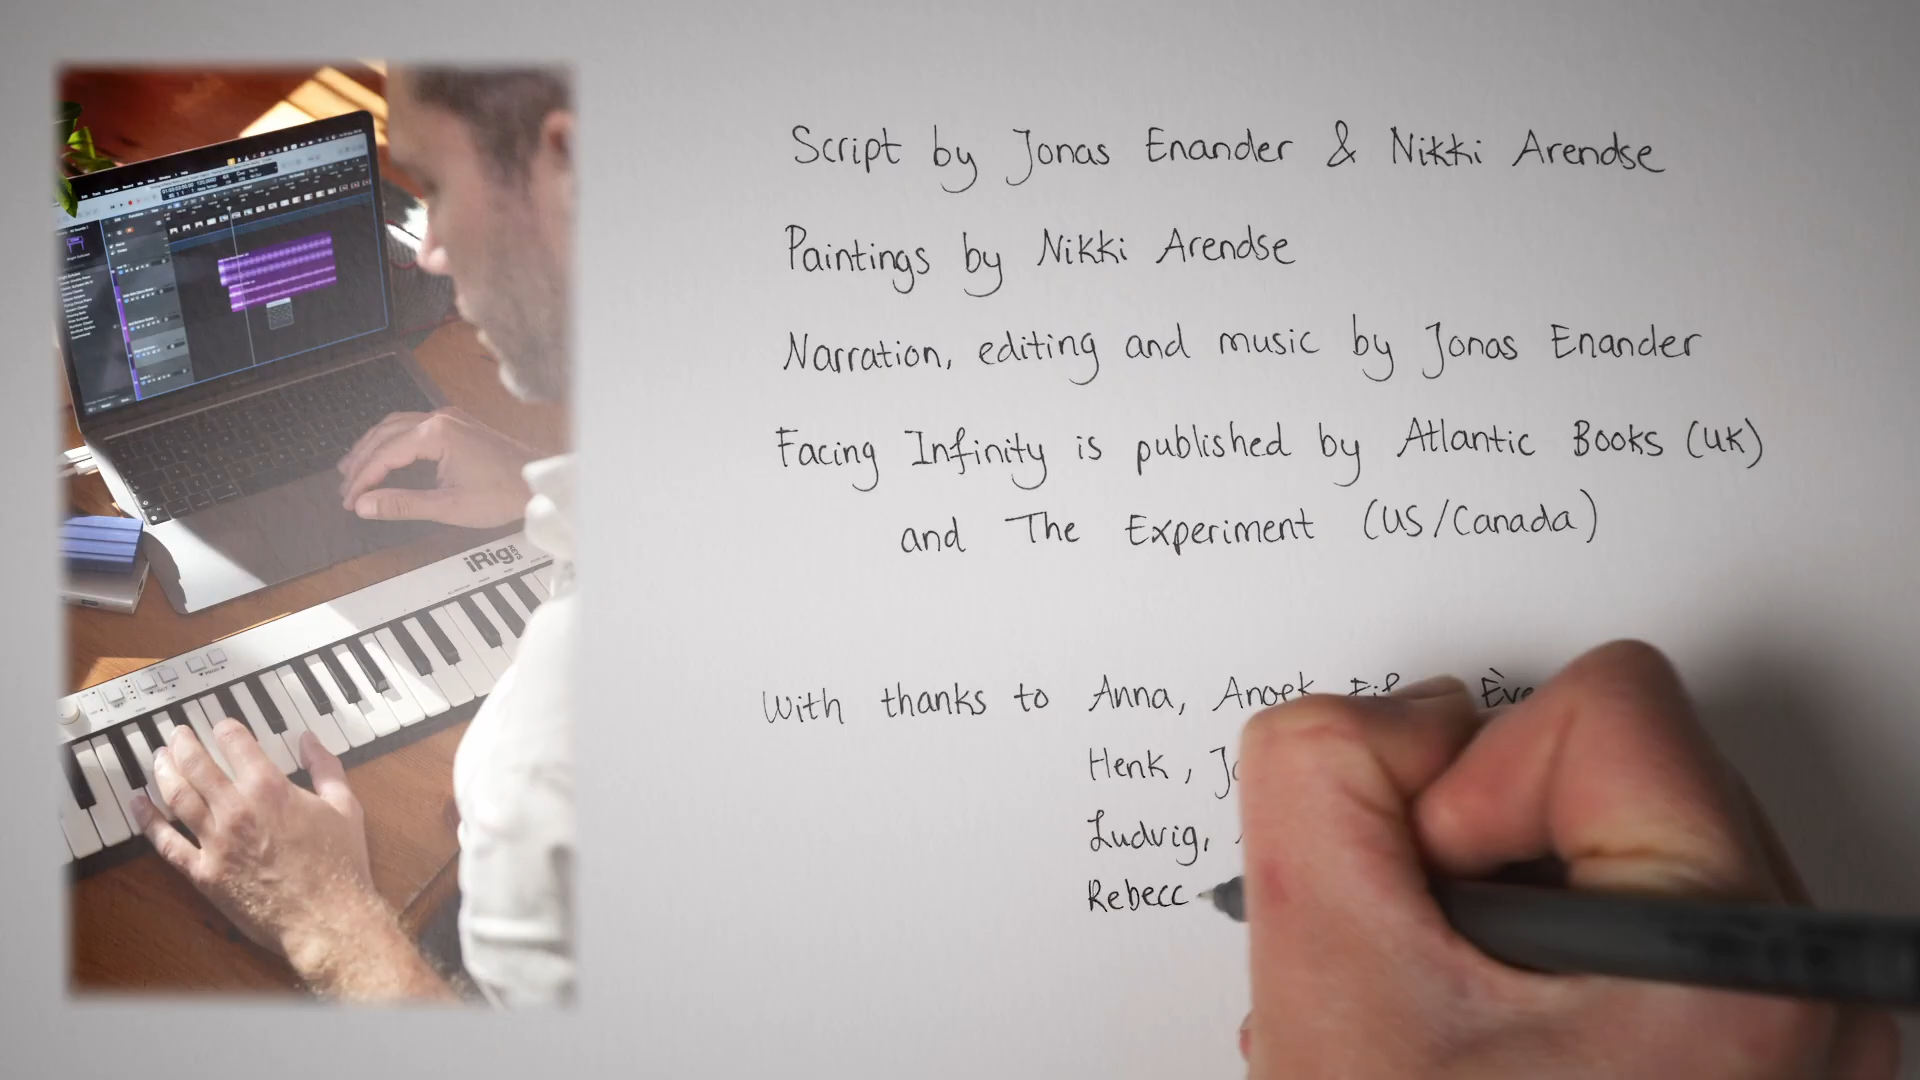 Script by Jonas Enander & Nikki Arendse
Paintings by Nikki Arendse
Narration, editing and music by Jonas Enander
Facing Infinity is published by Atlantic Books (UK)
and The Experiment (US/Canada)
With thanks to Anna, Anoek
Henk,
Ludvig,
Rebecc
iRig
KEYS